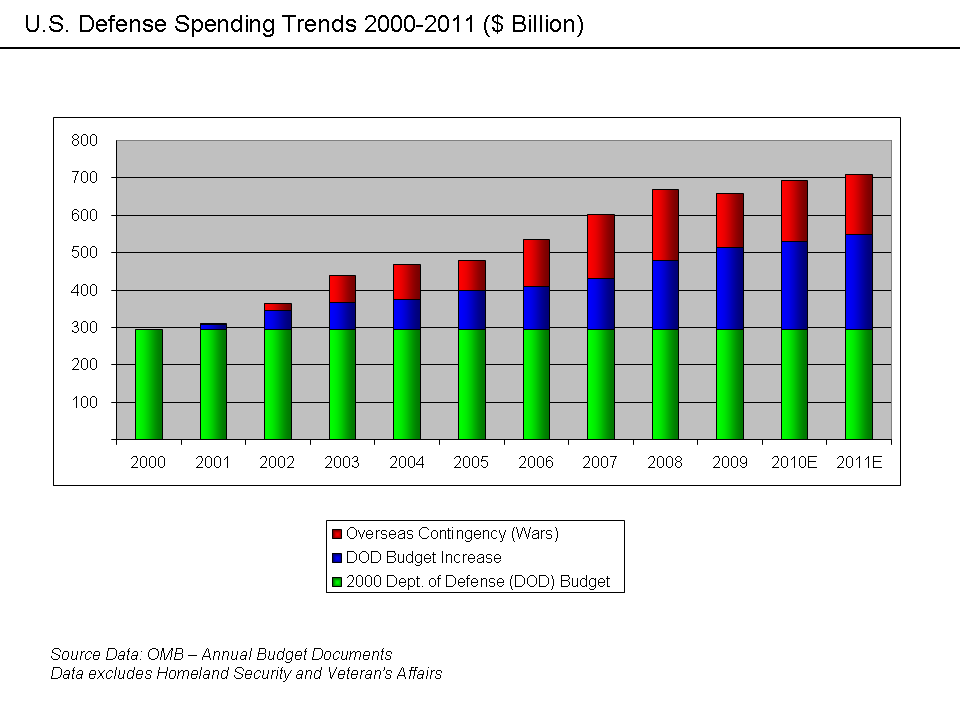 U.S. Defense Spending Trends 2000-2011 ($ Billion)
800
700
600
500
400
300
200
100
2000 2001 2002 2003 2004 2005 2006 2007 2008 2009 2010E 2011E
Overseas Contingency (Wars)
DOD Budget Increase
2000 Dept. of Defense (DOD) Budget
Source Data: OMB – Annual Budget Documents
Data excludes Homeland Security and Veteran's Affairs